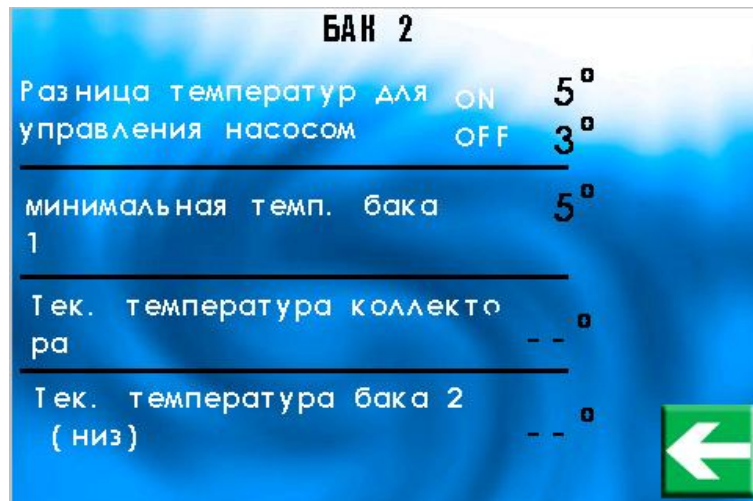 БАК 2
Разница температур для ON 5°
управления насосом OFF 3°
минимальная темп. бака 5°
1
Тек. температура коллекто
ра --°
Тек. температура бака 2
(низ) --°